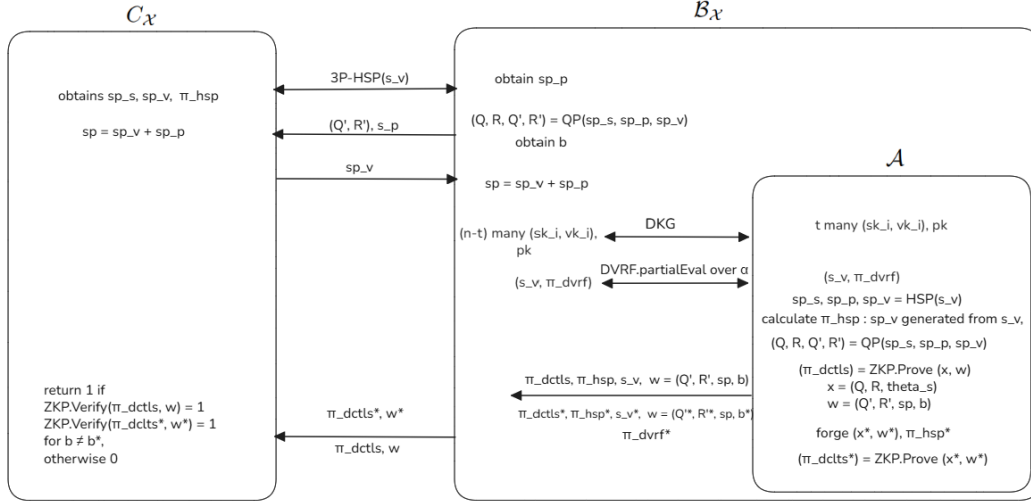 C𝒳
B𝒳
3P-HSP(s_v)
obtain sp_p
obtains sp_s, sp_v, π_hsp
sp = sp_v + sp_p
(Q', R'), s_p
(Q, R, Q', R') = QP(sp_s, sp_p, sp_v)
obtain b
sp_v
sp = sp_v + sp_p
A
(n-t) many (sk_i, vk_i),
pk
DKG
t many (sk_i, vk_i), pk
(s_v, π_dvrf)
DVRF.partialEval over α
(s_v, π_dvrf)
sp_s, sp_p, sp_v = HSP(s_v)
calculate π_hsp : sp_v generated from s_v,
(Q, R, Q', R') = QP(sp_s, sp_p, sp_v)
(π_dctls) = ZKP.Prove (x, w)
x = (Q, R, theta_s)
w = (Q', R', sp, b)
π_dctls, π_hsp, s_v, w = (Q', R', sp, b)
π_dctls*, π_hsp*, s_v*, w = (Q'*, R'*, sp, b*)
π_dvrf*
forge (x*, w*), π_hsp*
(π_dclts*) = ZKP.Prove (x*, w*)
return 1 if
ZKP.Verify(π_dctls, w) = 1
ZKP.Verify(π_dclts*, w*) = 1
for b ≠ b*,
otherwise 0
π_dctls*, w*
π_dctls, w